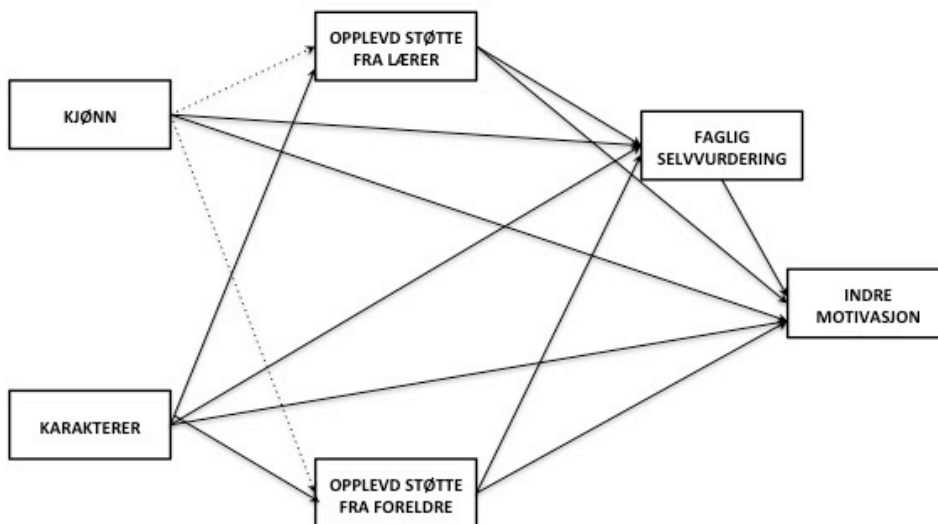 OPPLEVD STØTTE
FRA LÆRER
KJØNN
FAGLIG
SELVVURDERING
INDRE
MOTIVASJON
KARAKTERER
OPPLEVD STØTTE
FRA FORELDRE